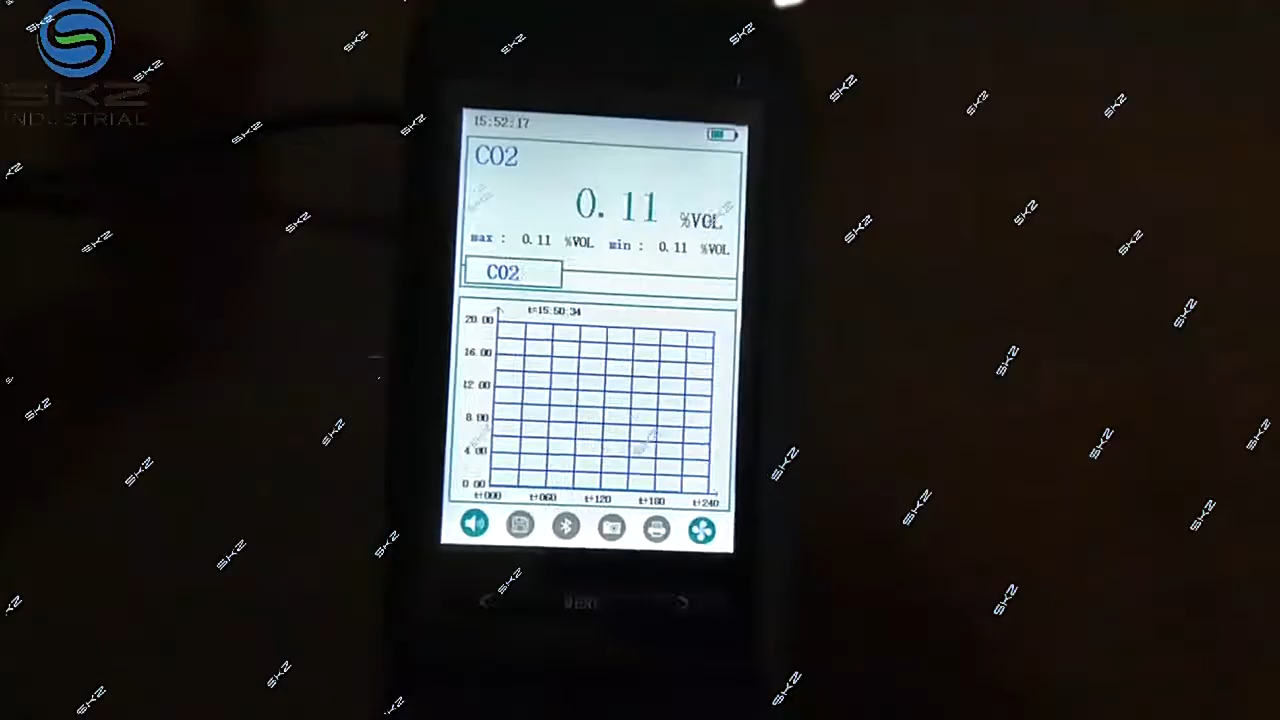 SKZ
INDUSTRIAL
15:52:17
CO2
0.11 %VOL
max : 0.11 %VOL min : 0.11 %VOL
CO2
t=15:50:34
20.00
16.00
12.00
8.00
4.00
0.00
t+000 t+060 t+120 t+180 t+240
MENU